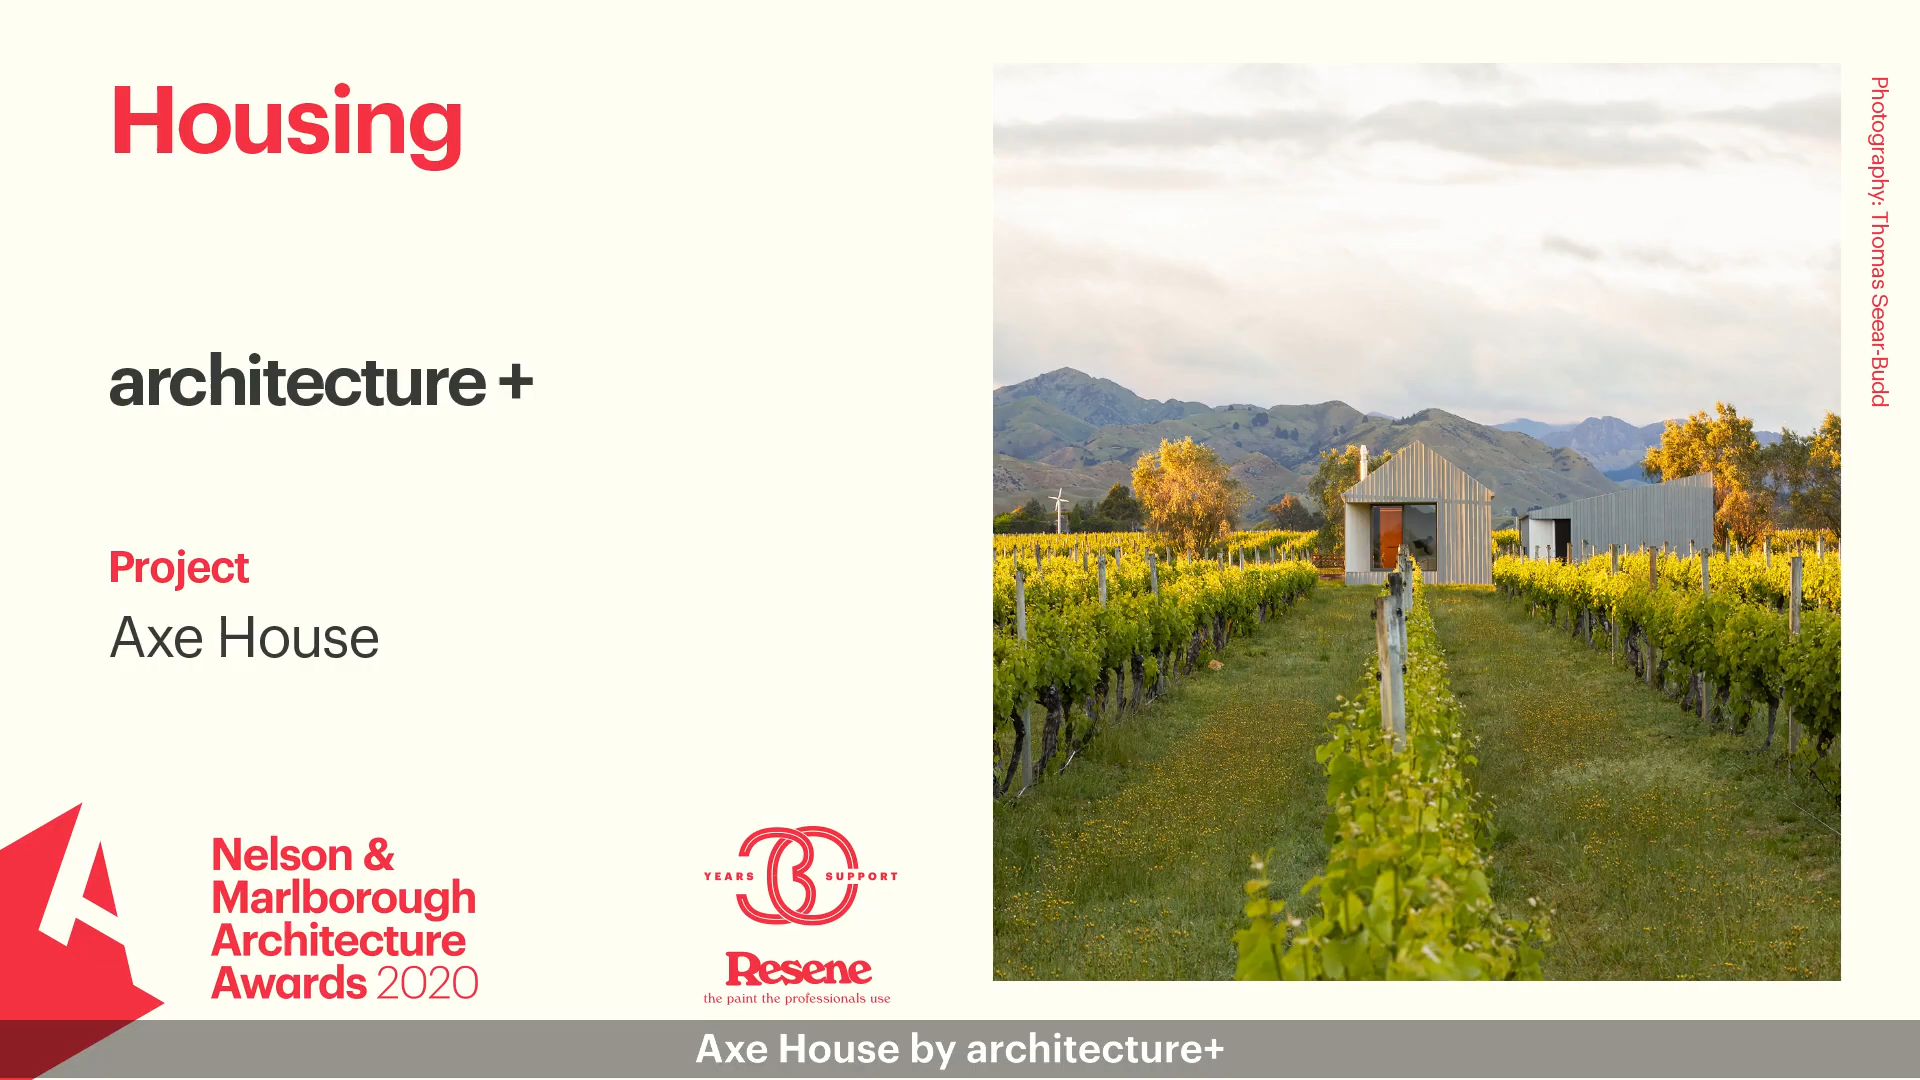 Housing
architecture +
Project
Axe House
Nelson &
Marlborough
Architecture
Awards 2020
30
YEARS SUPPORT
Resene
the paint the professionals use
Photography: Thomas Seear-Budd
Axe House by architecture+